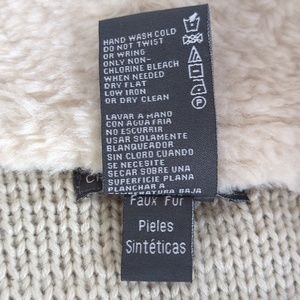 HAND WASH COLD
DO NOT TWIST
OR WRING
ONLY NON-
CHLORINE BLEACH
WHEN NEEDED
DRY FLAT
LOW IRON
OR DRY CLEAN
LAVAR A MANO
CON AGUA FRIA
NO ESCURRIR
USAR SOLAMENTE
BLANQUEADOR
SIN CLORO CUANDO
SE NECESITE
SECAR SOBRE UNA
SUPERFICIE PLANA
PLANCHAR A
TEMPERATURA BAJA
Faux Fur
Pieles
Sintéticas